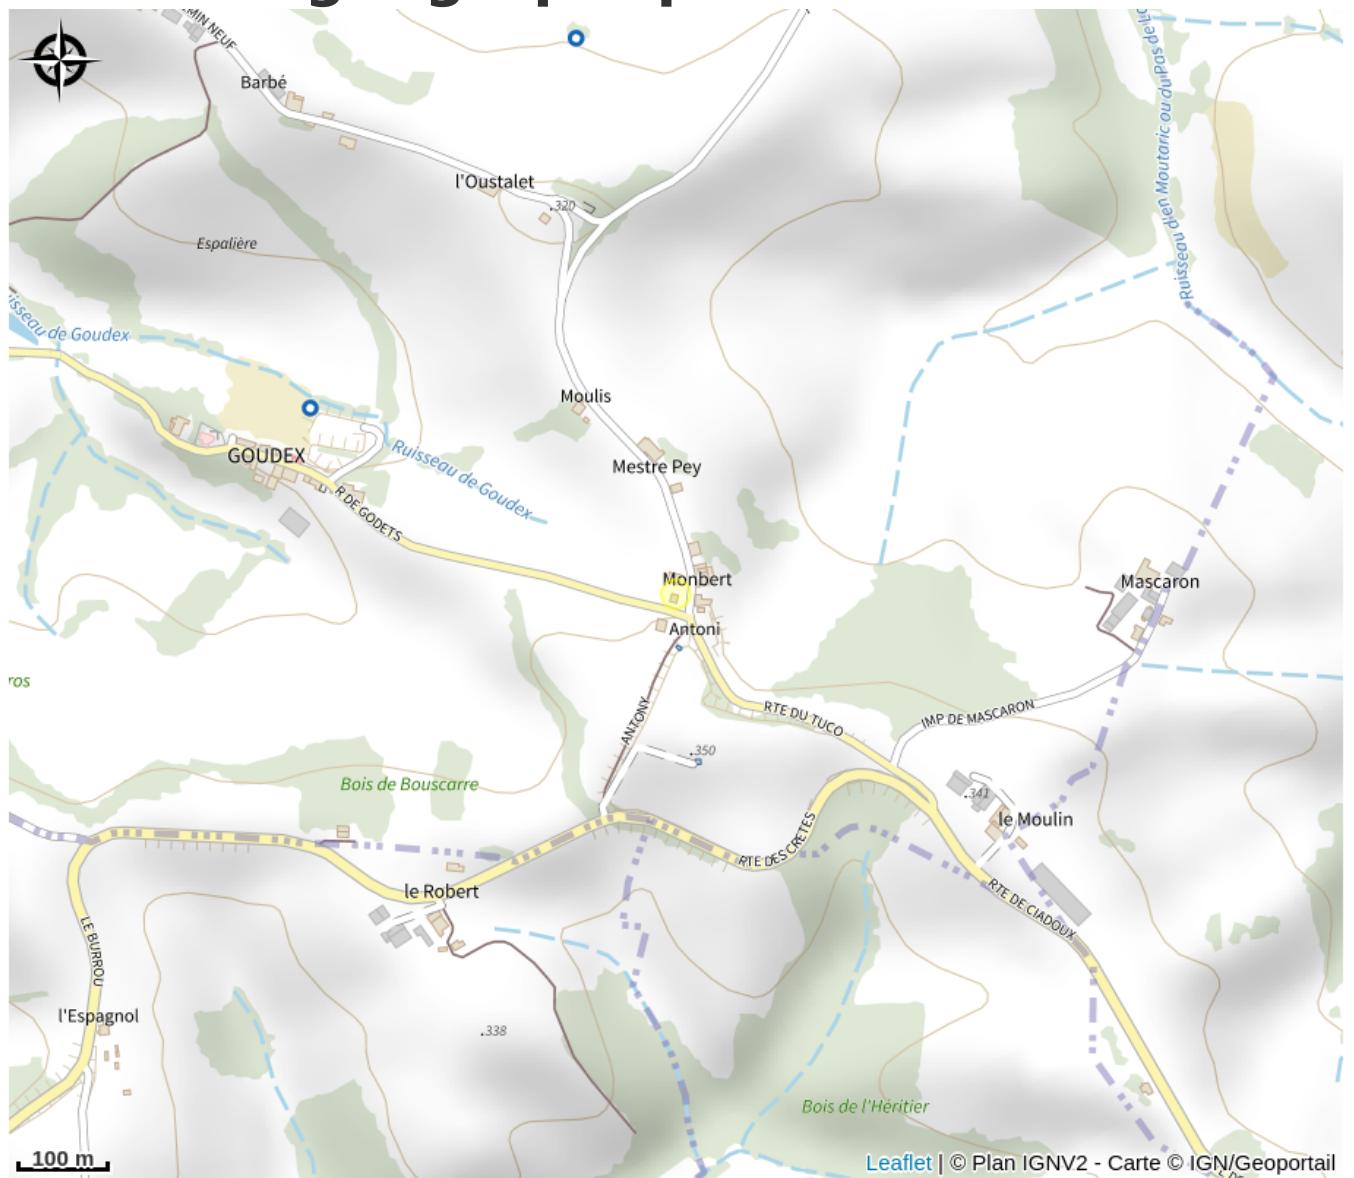 MIN NEUF
Barbé
l'Oustalet
.320
Espalière
Ruisseau dien Moutaric ou du Pas de
isseau de Goudex
Moulis
GOUDEX
Ruisseau de Goudex
Mestre Pey
R DE GODETS
Monbert
Mascaron
Antoni
ros
ANTONY
RTE DU TUCO
IMP DE MASCARON
.350
Bois de Bouscarre
.341
le Moulin
RTE DES CRETES
le Robert
RTE DE CIADOUX
LE BURROU
l'Espagnol
.338
Bois de l'Héritier
100 m
Leaflet | © Plan IGNV2 - Carte © IGN/Geoportail